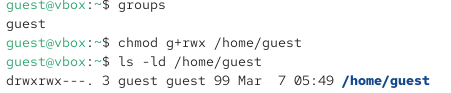 guest@vbox:~$ groups
guest
guest@vbox:~$ chmod g+rwx /home/guest
guest@vbox:~$ ls -ld /home/guest
drwxrwx---. 3 guest guest 99 Mar  7 05:49 /home/guest